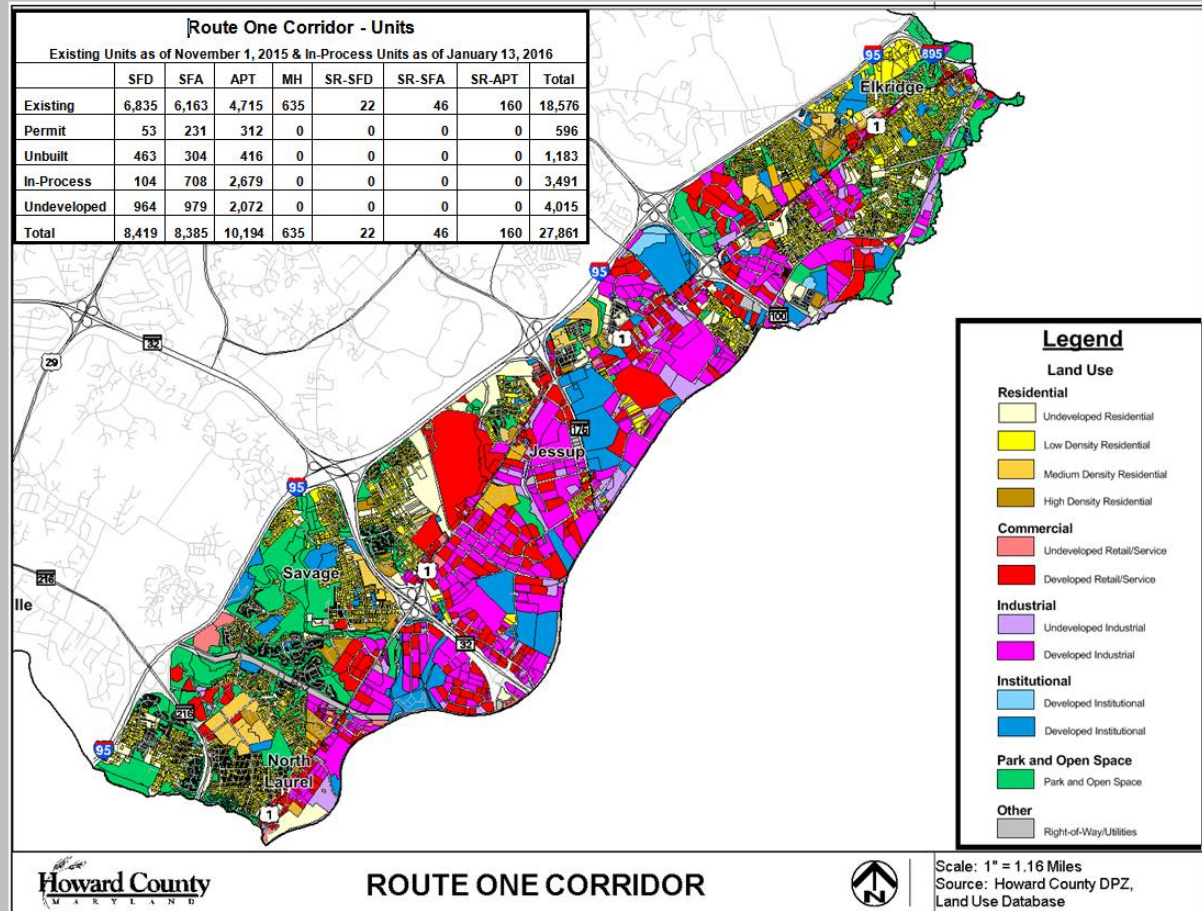 Route One Corridor - Units
Existing Units as of November 1, 2015 & In-Process Units as of January 13, 2016
SFD SFA APT MH SR-SFD SR-SFA SR-APT Total
Existing 6,835 6,163 4,715 635 22 46 160 18,576
Permit 53 231 312 0 0 0 0 596
Unbuilt 463 304 416 0 0 0 0 1,183
In-Process 104 708 2,679 0 0 0 0 3,491
Undeveloped 964 979 2,072 0 0 0 0 4,015
Total 8,419 8,385 10,194 635 22 46 160 27,861
95
895
Elkridge
1
95
100
1
32
29
175
Jessup
95
Savage
1
216
lle
32
216
95
North
Laurel
1
Legend
Land Use
Residential
Undeveloped Residential
Low Density Residential
Medium Density Residential
High Density Residential
Commercial
Undeveloped Retail/Service
Developed Retail/Service
Industrial
Undeveloped Industrial
Developed Industrial
Institutional
Developed Institutional
Developed Institutional
Park and Open Space
Park and Open Space
Other
Right-of-Way/Utilities
Howard County
MARYLAND
ROUTE ONE CORRIDOR
N
Scale: 1" = 1.16 Miles
Source: Howard County DPZ,
Land Use Database